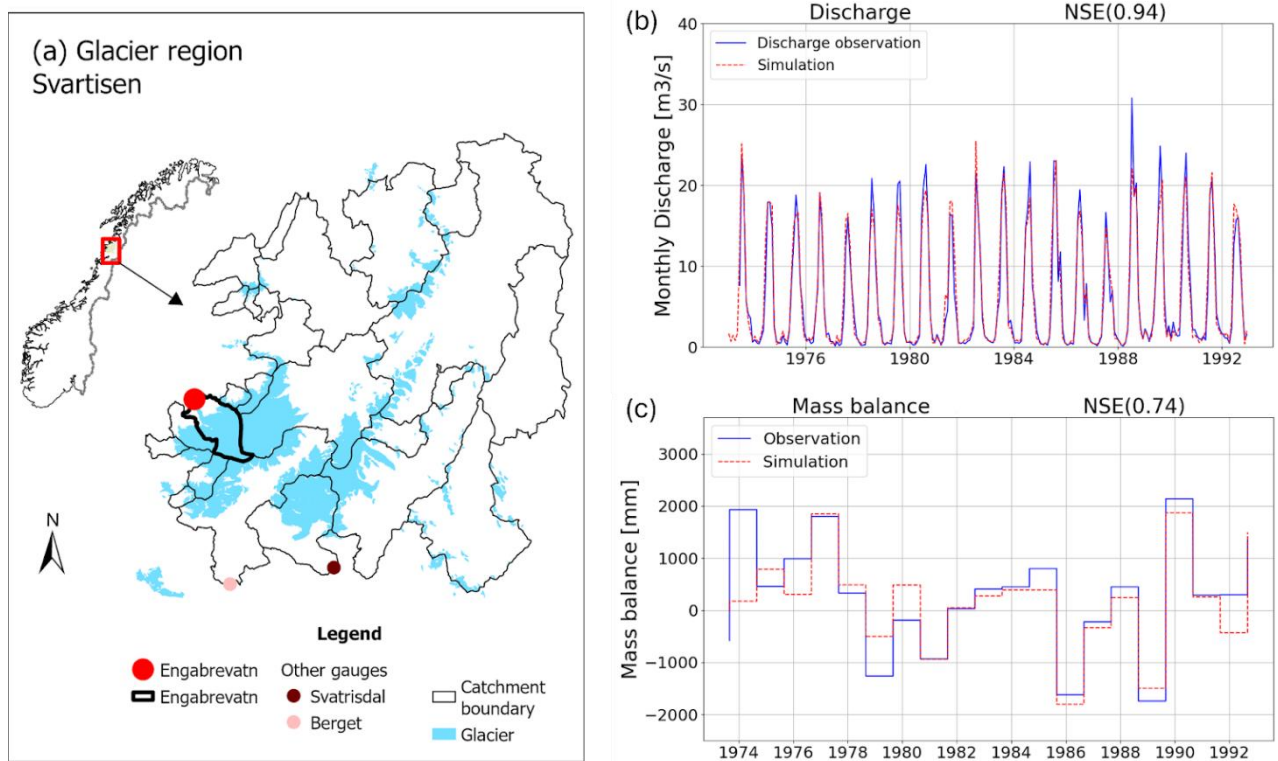 (a) Glacier region
Svartisen
N
Legend
Engabrevatn
Engabrevatn
Other gauges
Svatrisdal
Berget
Catchment
boundary
Glacier
(b)
Discharge NSE(0.94)
Discharge observation
Simulation
Monthly Discharge [m3/s]
40
30
20
10
0
1976 1980 1984 1988 1992
(c)
Mass balance NSE(0.74)
Observation
Simulation
Mass balance [mm]
3000
2000
1000
0
−1000
−2000
1974 1976 1978 1980 1982 1984 1986 1988 1990 1992